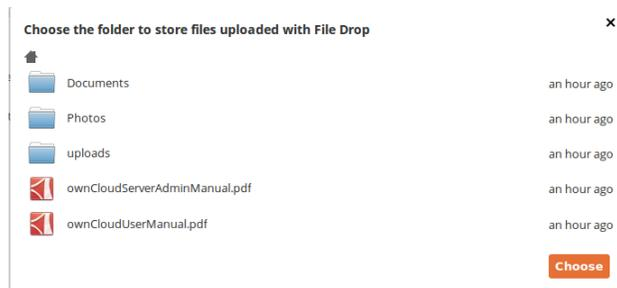 Choose the folder to store files uploaded with File Drop
Documents an hour ago
Photos an hour ago
uploads an hour ago
ownCloudServerAdminManual.pdf an hour ago
ownCloudUserManual.pdf an hour ago
Choose